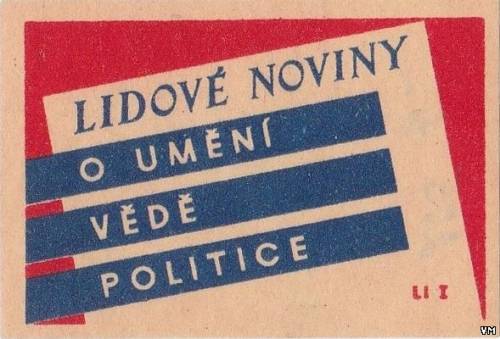 LIDOVÉ NOVINY
O UMĚNÍ
VĚDĚ
POLITICE
LI I
VM